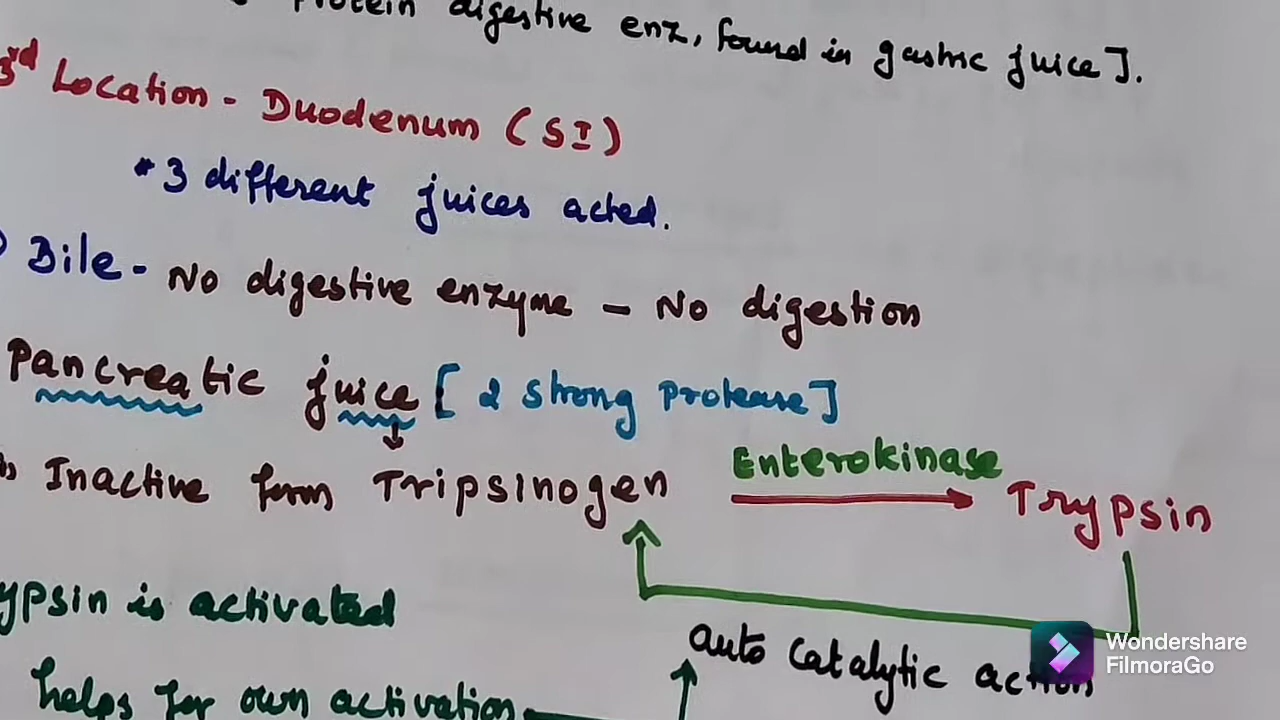 Protein digestive enz, found in gastric juice].
3rd Location - Duodenum (SI)
* 3 different juices acted.
) Bile - No digestive enzyme - No digestion
Pancreatic juice [2 strong Protease]
Inactive form Tripsinogen Enterokinase Trypsin
ypsin is activated
auto catalytic action
helps for own activation
Wondershare
FilmoraGo